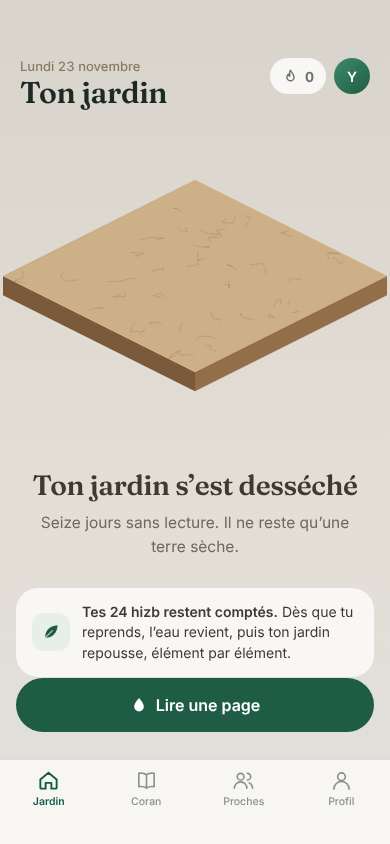 Lundi 23 novembre
Ton jardin
0
Y
Ton jardin s’est desséché
Seize jours sans lecture. Il ne reste qu’une
terre sèche.
Tes 24 hizb restent comptés. Dès que tu
reprends, l’eau revient, puis ton jardin
repousse, élément par élément.
Lire une page
Jardin
Coran
Proches
Profil